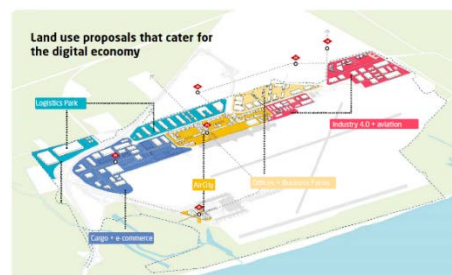 Land use proposals that cater for
the digital economy
Logistics Park
Industry 4.0 + aviation
AirCity
Offices + Business Parks
Cargo + e-commerce